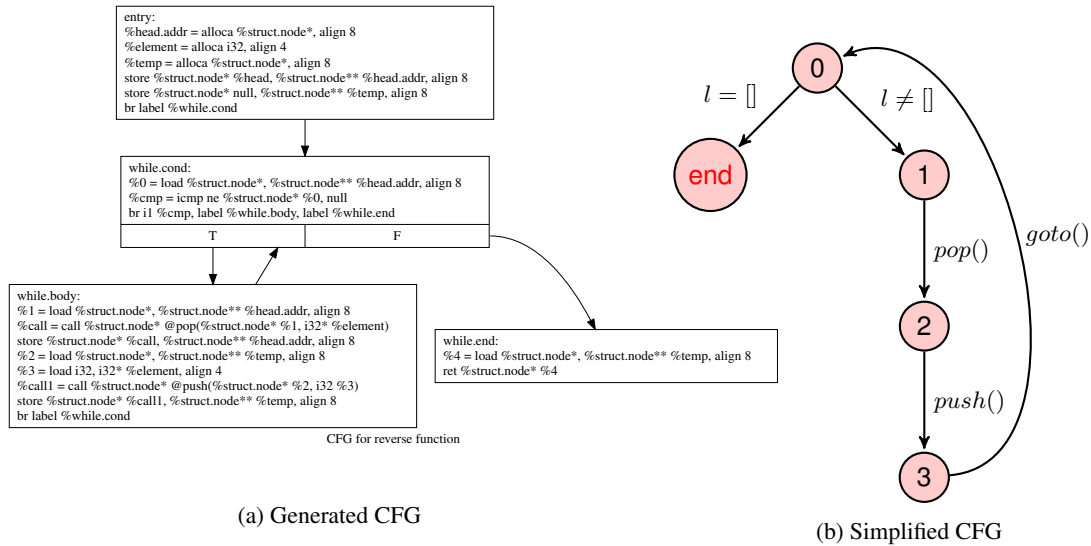 entry:
%head.addr = alloca %struct.node*, align 8
%element = alloca i32, align 4
%temp = alloca %struct.node*, align 8
store %struct.node* %head, %struct.node** %head.addr, align 8
store %struct.node* null, %struct.node** %temp, align 8
br label %while.cond
while.cond:
%0 = load %struct.node*, %struct.node** %head.addr, align 8
%cmp = icmp ne %struct.node* %0, null
br i1 %cmp, label %while.body, label %while.end
T
F
while.body:
%1 = load %struct.node*, %struct.node** %head.addr, align 8
%call = call %struct.node* @pop(%struct.node* %1, i32* %element)
store %struct.node* %call, %struct.node** %head.addr, align 8
%2 = load %struct.node*, %struct.node** %temp, align 8
%3 = load i32, i32* %element, align 4
%call1 = call %struct.node* @push(%struct.node* %2, i32 %3)
store %struct.node* %call1, %struct.node** %temp, align 8
br label %while.cond
while.end:
%4 = load %struct.node*, %struct.node** %temp, align 8
ret %struct.node* %4
CFG for reverse function
(a) Generated CFG
0
l = []
l ≠ []
end
1
goto()
pop()
2
push()
3
(b) Simplified CFG